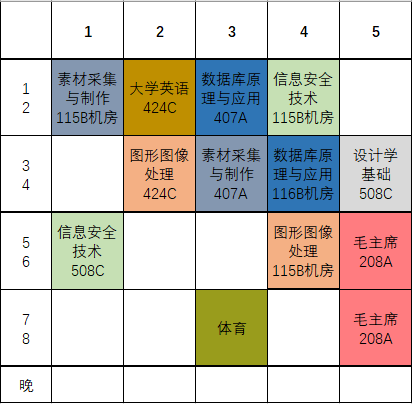 1 2 3 4 5
1
2
素材采集
与制作
115B机房
大学英语
424C
数据库原
理与应用
407A
信息安全
技术
115B机房
3
4
图形图像
处理
424C
素材采集
与制作
407A
数据库原
理与应用
116B机房
设计学
基础
508C
5
6
信息安全
技术
508C
图形图像
处理
115B机房
毛主席
208A
7
8
体育
毛主席
208A
晚